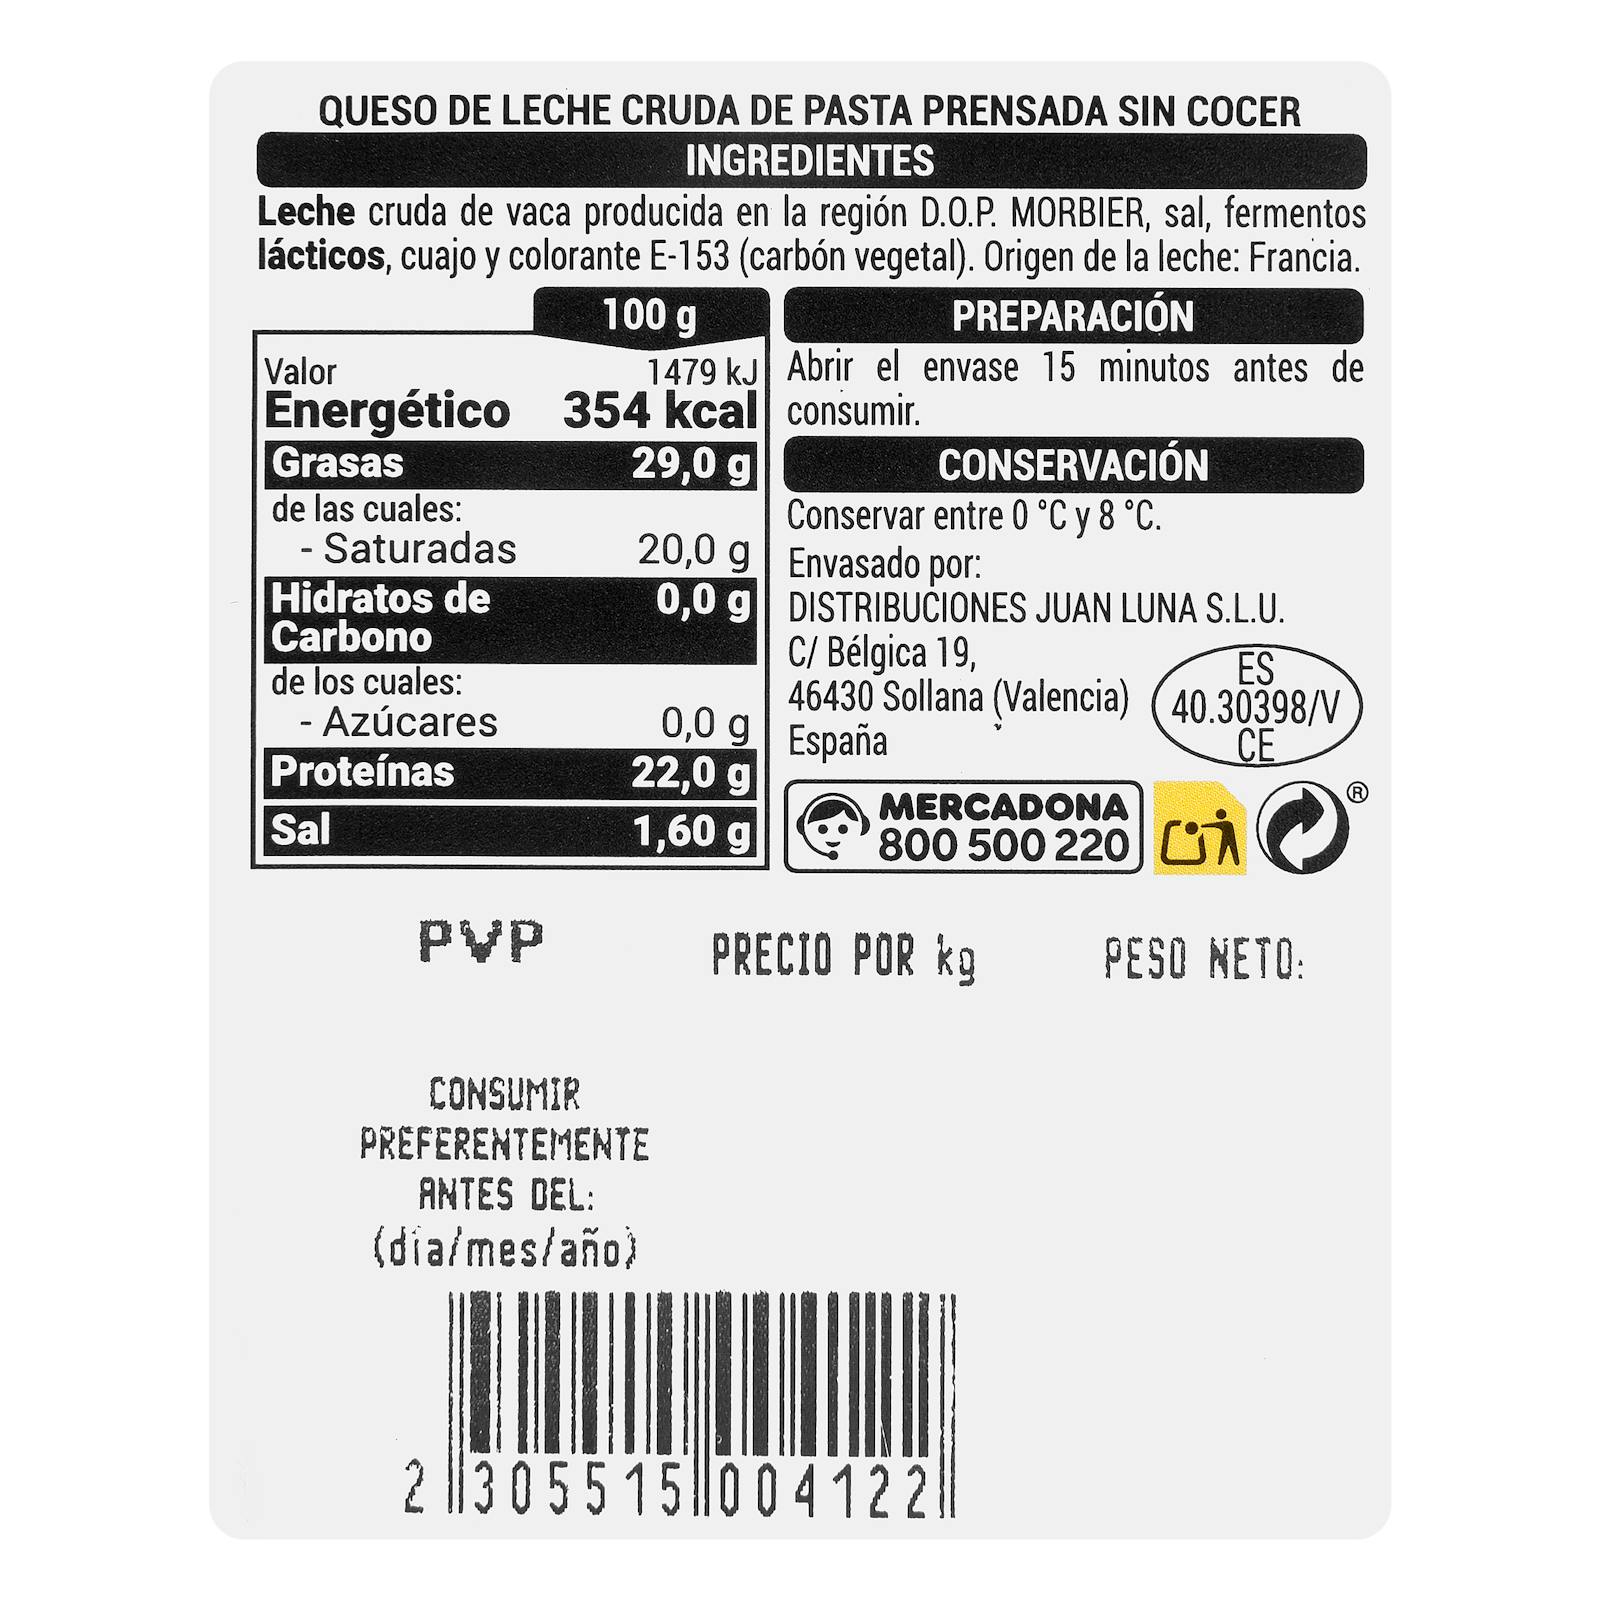 QUESO DE LECHE CRUDA DE PASTA PRENSADA SIN COCER
INGREDIENTES
Leche cruda de vaca producida en la región D.O.P. MORBIER, sal, fermentos
lácticos, cuajo y colorante E-153 (carbón vegetal). Origen de la leche: Francia.
100 g
Valor 1479 kJ
Energético 354 kcal
Grasas 29,0 g
de las cuales:
- Saturadas 20,0 g
Hidratos de 0,0 g
Carbono
de los cuales:
- Azúcares 0,0 g
Proteínas 22,0 g
Sal 1,60 g
PREPARACIÓN
Abrir el envase 15 minutos antes de
consumir.
CONSERVACIÓN
Conservar entre 0 °C y 8 °C.
Envasado por:
DISTRIBUCIONES JUAN LUNA S.L.U.
C/ Bélgica 19,
46430 Sollana (Valencia)
España
ES
40.30398/V
CE
MERCADONA
800 500 220
®
PVP
PRECIO POR kg
PESO NETO:
CONSUMIR
PREFERENTEMENTE
ANTES DEL:
(día/mes/año)
2 305515 004122